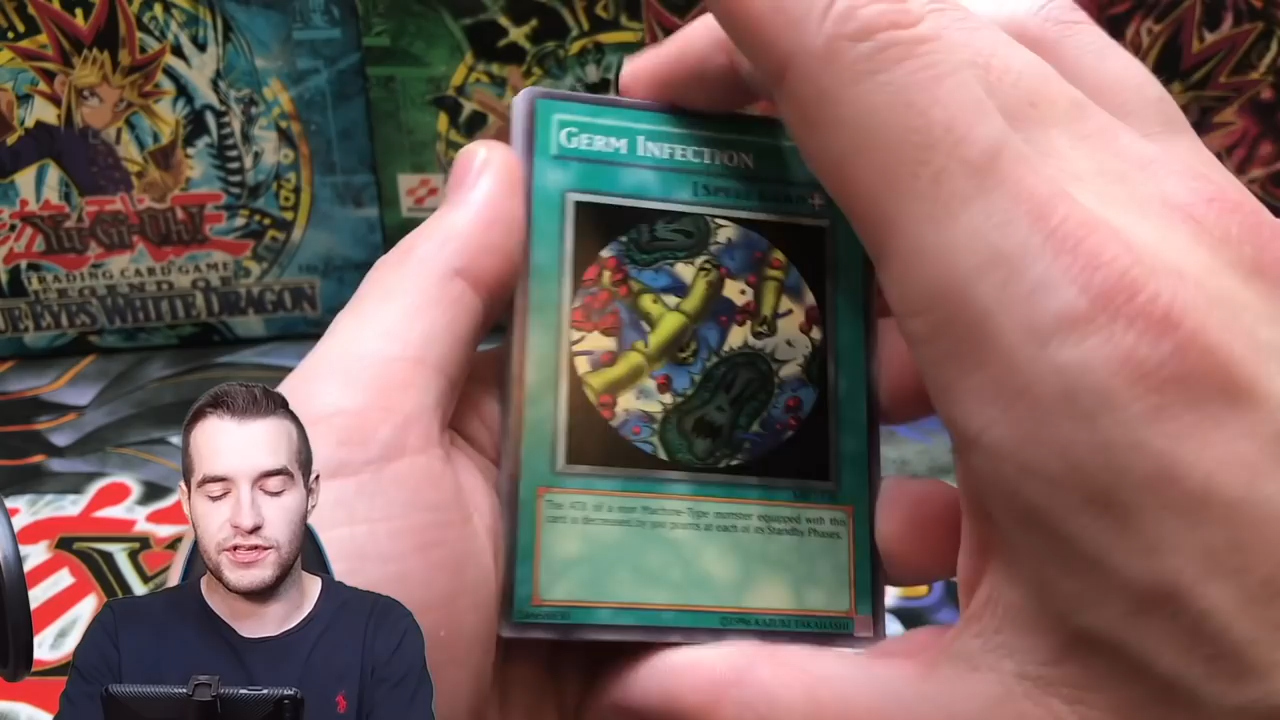 Yu-Gi-Oh!
TRADING CARD GAME
LEGEND OF
UE EYES WHITE DRAGON
GERM INFECTION
[SPELL CARD
The ATK of a non Machine-Type monster equipped with this
card is decreased by 300 points at each of its Standby Phases.
©1996 KAZUKI TAKAHASHI